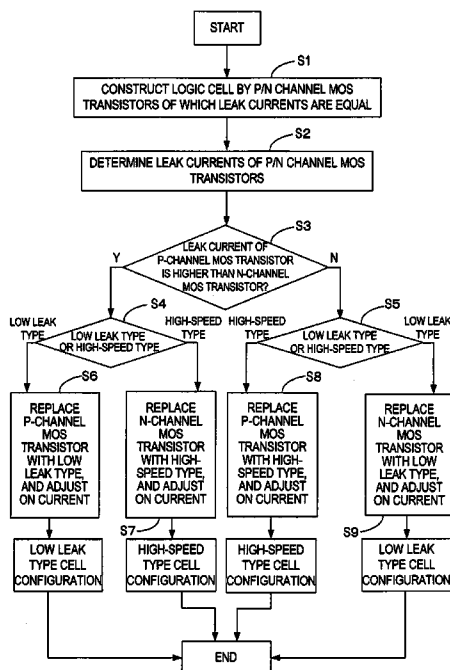 START
S1
CONSTRUCT LOGIC CELL BY P/N CHANNEL MOS
TRANSISTORS OF WHICH LEAK CURRENTS ARE EQUAL
S2
DETERMINE LEAK CURRENTS OF P/N CHANNEL MOS
TRANSISTORS
S3
LEAK CURRENT OF
P-CHANNEL MOS TRANSISTOR
IS HIGHER THAN N-CHANNEL
MOS TRANSISTOR?
Y
N
S4
LOW LEAK
TYPE
LOW LEAK TYPE
OR HIGH-SPEED TYPE
HIGH-SPEED
TYPE
S5
HIGH-SPEED
TYPE
LOW LEAK TYPE
OR HIGH-SPEED TYPE
LOW LEAK
TYPE
S6
REPLACE
P-CHANNEL
MOS
TRANSISTOR
WITH LOW
LEAK TYPE,
AND ADJUST
ON CURRENT
REPLACE
N-CHANNEL
MOS
TRANSISTOR
WITH HIGH-
SPEED TYPE,
AND ADJUST
ON CURRENT
S7
S8
REPLACE
P-CHANNEL
MOS
TRANSISTOR
WITH HIGH-
SPEED TYPE,
AND ADJUST
ON CURRENT
REPLACE
N-CHANNEL
MOS
TRANSISTOR
WITH LOW
LEAK TYPE,
AND ADJUST
ON CURRENT
S9
LOW LEAK
TYPE CELL
CONFIGURATION
HIGH-SPEED
TYPE CELL
CONFIGURATION
HIGH-SPEED
TYPE CELL
CONFIGURATION
LOW LEAK
TYPE CELL
CONFIGURATION
END